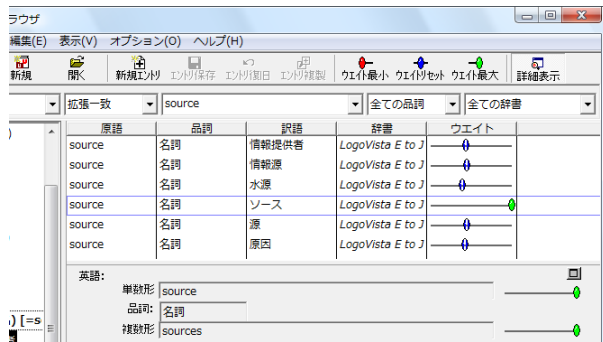 ラウザ
編集(E) 表示(V) オプション(O) ヘルプ(H)
新規 開く 新規エントリ エントリ保存 エントリ復旧 エントリ複製 ウエイト最小 ウエイトリセット ウエイト最大 詳細表示
拡張一致 source 全ての品詞 全ての辞書
原語 品詞 訳語 辞書 ウエイト
source 名詞 情報提供者 LogoVista E to J
source 名詞 情報源 LogoVista E to J
source 名詞 水源 LogoVista E to J
source 名詞 ソース LogoVista E to J
source 名詞 源 LogoVista E to J
source 名詞 原因 LogoVista E to J
英語:
単数形 source
品詞: 名詞
) [=s
複数形 sources